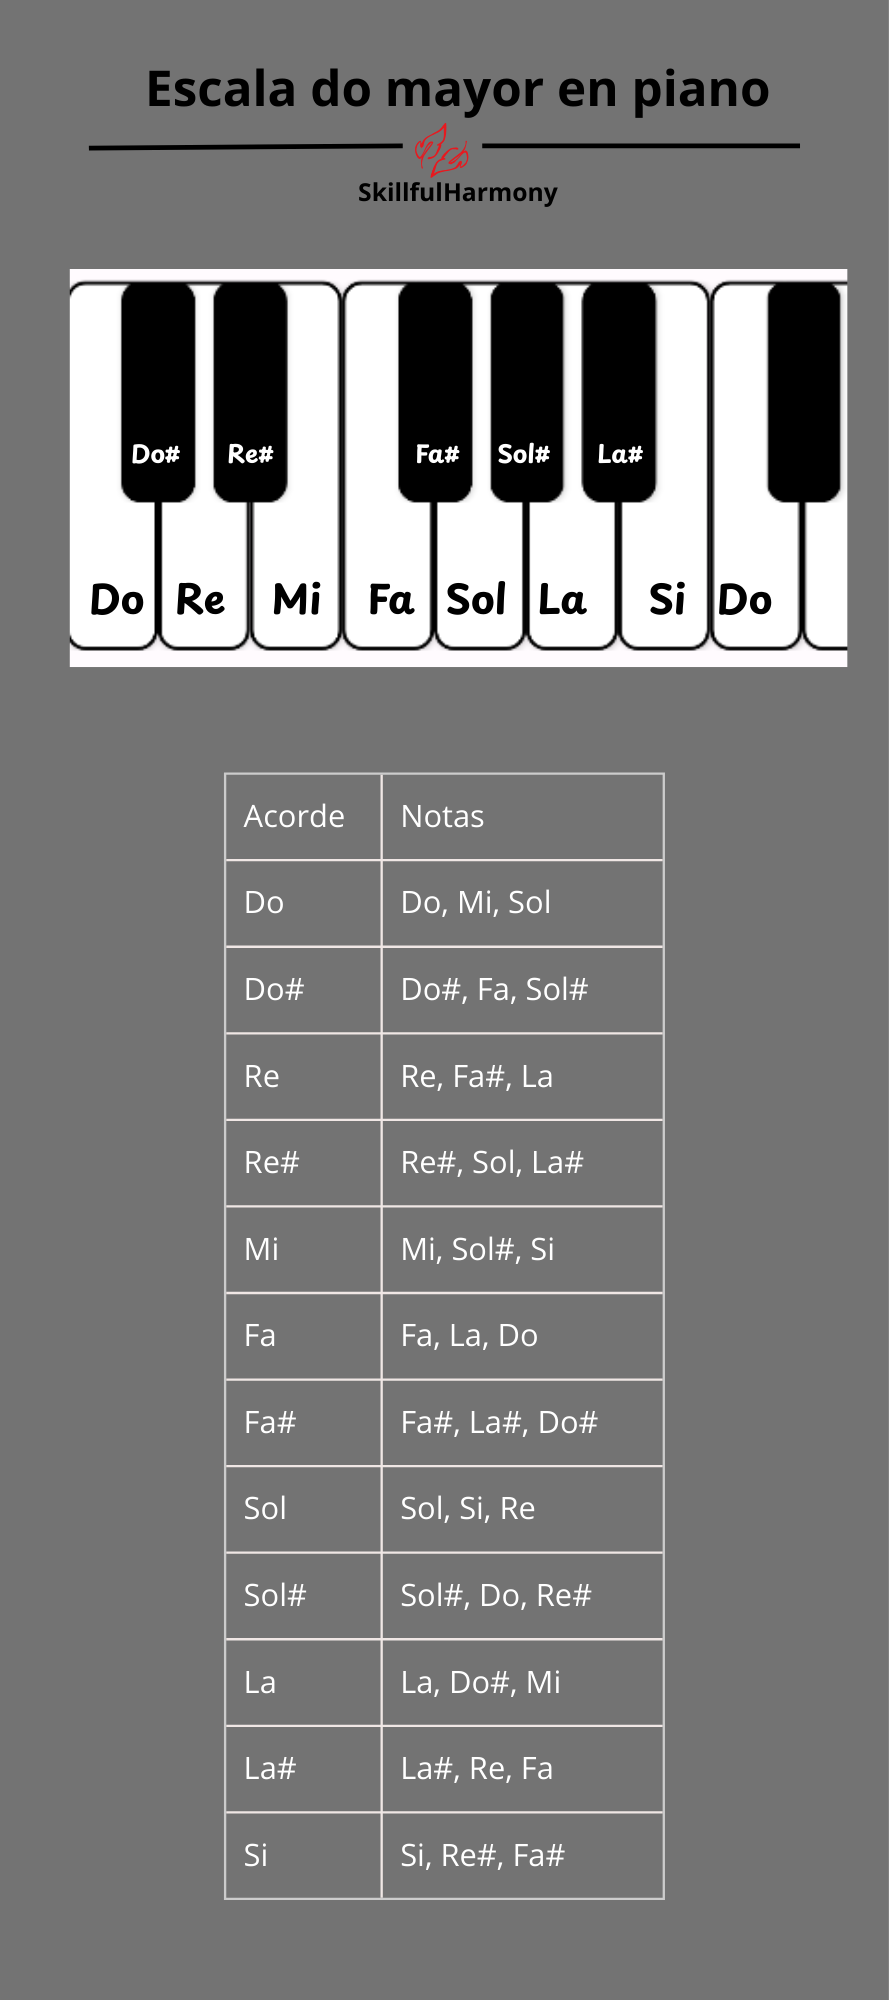 Escala do mayor en piano
SkillfulHarmony
Do# Re# Fa# Sol# La#
Do Re Mi Fa Sol La Si Do
Acorde Notas
Do Do, Mi, Sol
Do# Do#, Fa, Sol#
Re Re, Fa#, La
Re# Re#, Sol, La#
Mi Mi, Sol#, Si
Fa Fa, La, Do
Fa# Fa#, La#, Do#
Sol Sol, Si, Re
Sol# Sol#, Do, Re#
La La, Do#, Mi
La# La#, Re, Fa
Si Si, Re#, Fa#